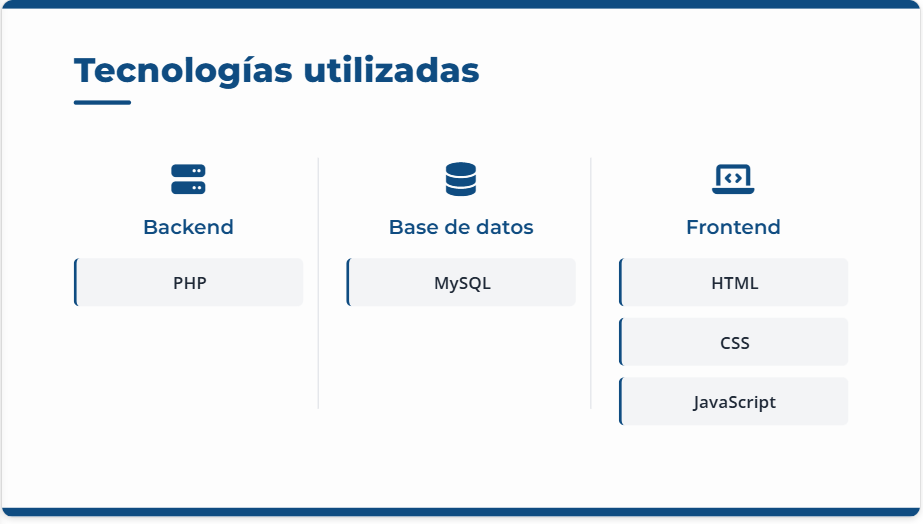 Tecnologías utilizadas
Backend
PHP
Base de datos
MySQL
Frontend
HTML
CSS
JavaScript